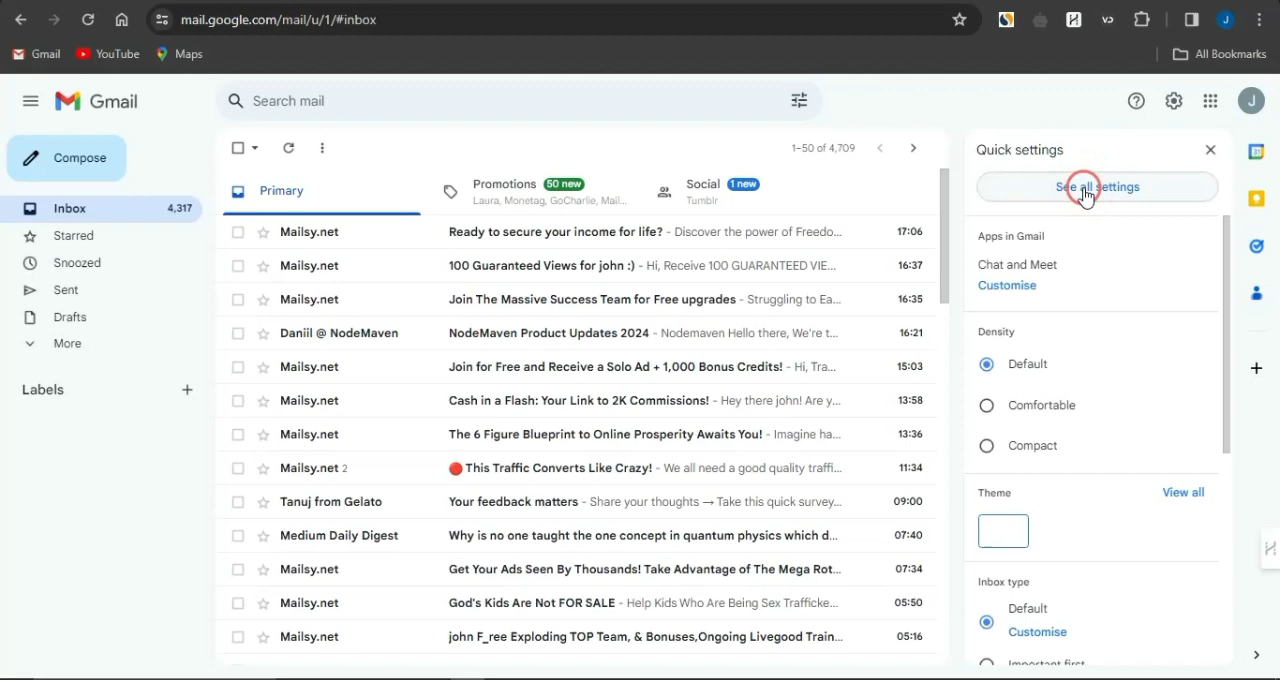 mail.google.com/mail/u/1/#inbox
J
Gmail YouTube Maps All Bookmarks
Gmail
Search mail
J
Compose
Inbox 4,317
Starred
Snoozed
Sent
Drafts
More
Labels
1–50 of 4,709
Primary
Promotions 50 new
Laura, Monetag, GoCharlie, Mail...
Social 1 new
Tumblr
Mailsy.net Ready to secure your income for life? - Discover the power of Freedo... 17:06
Mailsy.net 100 Guaranteed Views for john :) - Hi, Receive 100 GUARANTEED VIE... 16:37
Mailsy.net Join The Massive Success Team for Free upgrades - Struggling to Ea... 16:35
Daniil @ NodeMaven NodeMaven Product Updates 2024 - Nodemaven Hello there, We're t... 16:21
Mailsy.net Join for Free and Receive a Solo Ad + 1,000 Bonus Credits! - Hi, Tra... 15:03
Mailsy.net Cash in a Flash: Your Link to 2K Commissions! - Hey there john! Are y... 13:58
Mailsy.net The 6 Figure Blueprint to Online Prosperity Awaits You! - Imagine ha... 13:36
Mailsy.net 2 🔴 This Traffic Converts Like Crazy! - We all need a good quality traffi... 11:34
Tanuj from Gelato Your feedback matters - Share your thoughts → Take this quick survey... 09:00
Medium Daily Digest Why is no one taught the one concept in quantum physics which d... 07:40
Mailsy.net Get Your Ads Seen By Thousands! Take Advantage of The Mega Rot... 07:34
Mailsy.net God's Kids Are Not FOR SALE - Help Kids Who Are Being Sex Trafficke... 05:50
Mailsy.net john F_ree Exploding TOP Team, & Bonuses,Ongoing Livegood Train... 05:16
Quick settings
See all settings
Apps in Gmail
Chat and Meet
Customise
Density
Default
Comfortable
Compact
Theme View all
Inbox type
Default
Customise
Important first
31